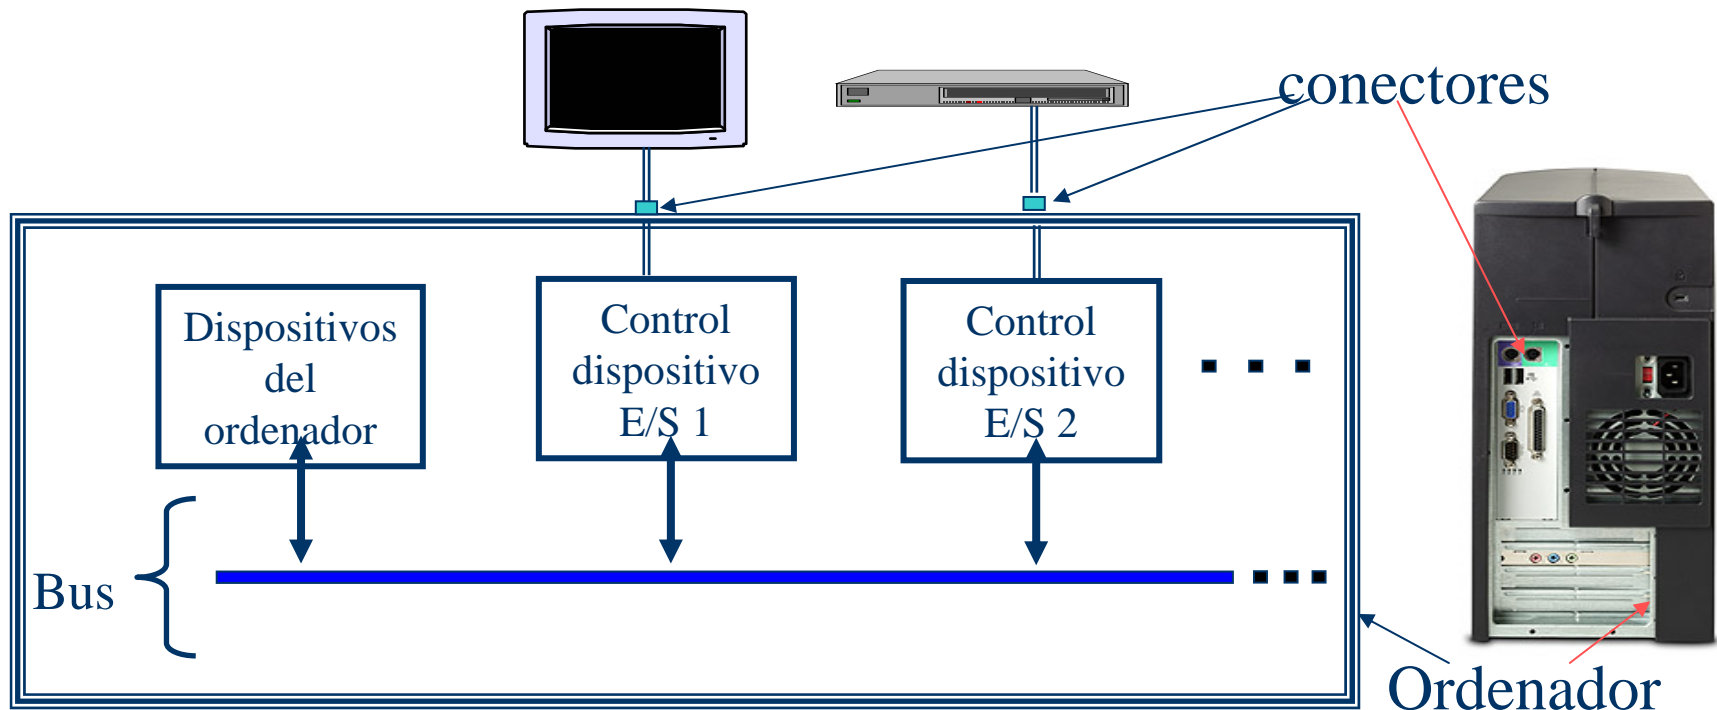 conectores
Dispositivos
del
ordenador
Control
dispositivo
E/S 1
Control
dispositivo
E/S 2
Bus
Ordenador